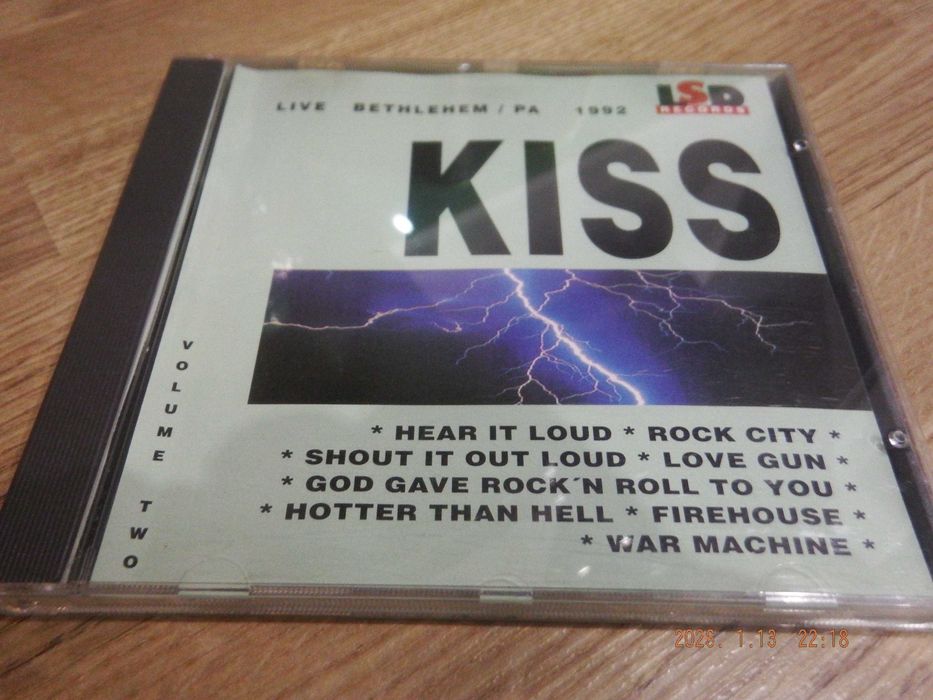 LIVE BETHLEHEM / PA 1992
LSD
RECORDS
KISS
VOLUME TWO
* HEAR IT LOUD * ROCK CITY *
* SHOUT IT OUT LOUD * LOVE GUN *
* GOD GAVE ROCK´N ROLL TO YOU *
* HOTTER THAN HELL * FIREHOUSE *
* WAR MACHINE *
2026. 1.13 22:18